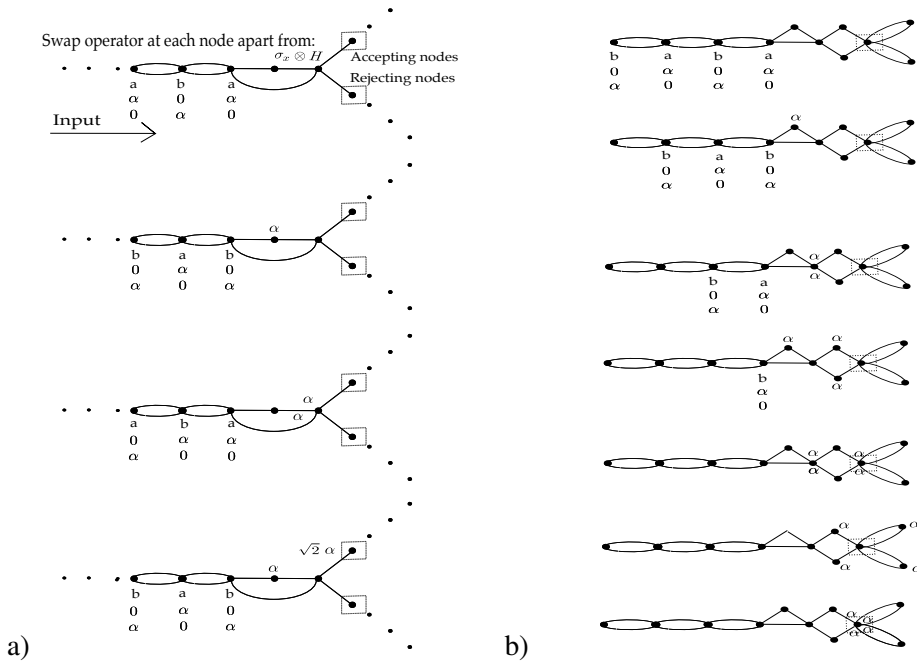 Swap operator at each node apart from:
σx ⊗ H
Accepting nodes
Rejecting nodes
a b a
α 0 α
0 α 0
Input
α
b a b
0 α 0
α 0 α
α
α
a b a
0 α 0
α 0 0
√2 α
α
b a b
0 α 0
α 0 α
a)
b a b a
0 α 0 α
α 0 α 0
α
b a b
0 α 0
α 0 α
α
α
b a
0 α
α 0
α α
α
b
α
0
α α
α α
α α
α α
α α
α α
b)